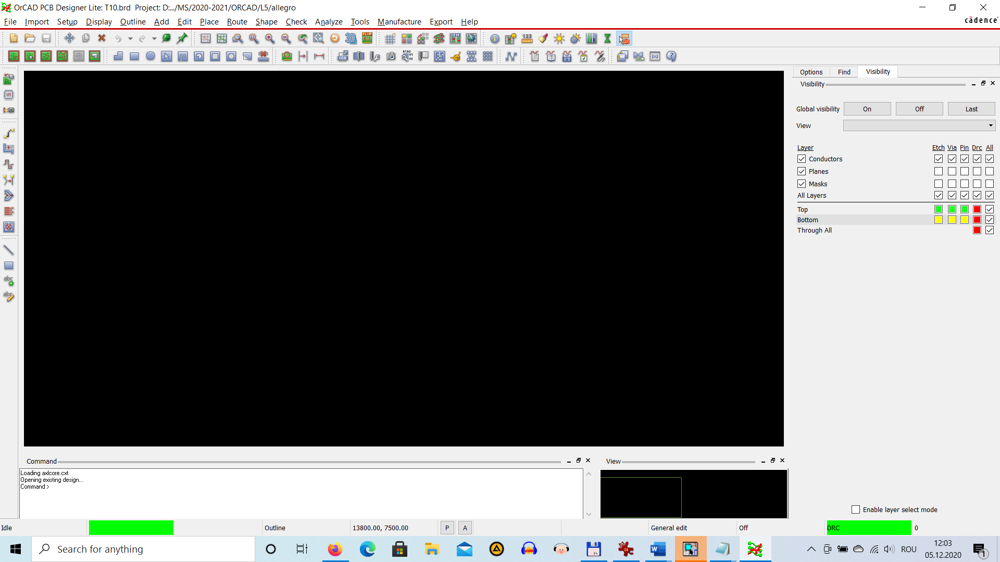 OrCAD PCB Designer Lite: T10.brd  Project: D:.../MS/2020-2021/ORCAD/L5/allegro
File Import Setup Display Outline Add Edit Place Route Shape Check Analyze Tools Manufacture Export Help
cādence
Options Find Visibility
Visibility
Global visibility On Off Last
View
Layer Etch Via Pin Drc All
Conductors
Planes
Masks
All Layers
Top
Bottom
Through All
Command
Loading axlcore.cxt
Opening existing design...
Command >
View
Enable layer select mode
Idle Outline 13800.00, 7500.00 P A General edit Off DRC 0
Search for anything
ROU
12:03
05.12.2020
1